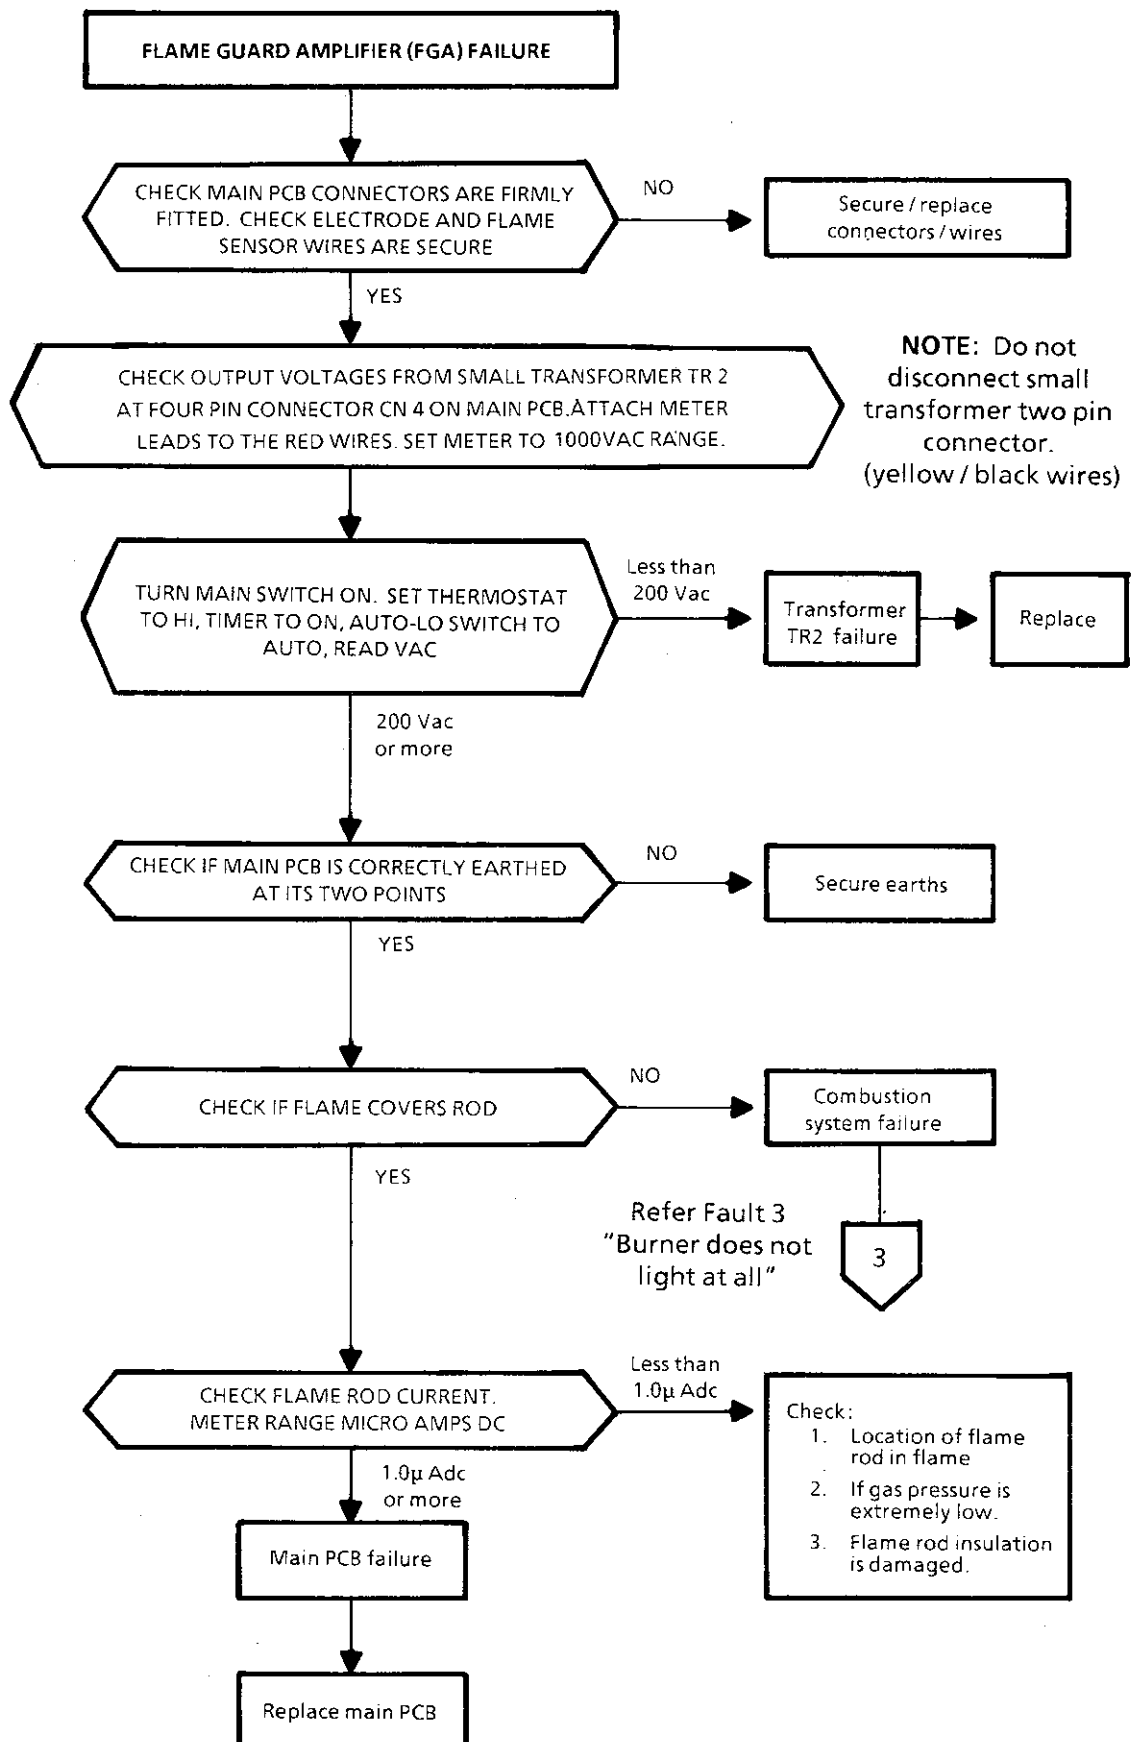 FLAME GUARD AMPLIFIER (FGA) FAILURE
CHECK MAIN PCB CONNECTORS ARE FIRMLY
FITTED. CHECK ELECTRODE AND FLAME
SENSOR WIRES ARE SECURE
NO
Secure / replace
connectors / wires
YES
CHECK OUTPUT VOLTAGES FROM SMALL TRANSFORMER TR 2
AT FOUR PIN CONNECTOR CN 4 ON MAIN PCB. ATTACH METER
LEADS TO THE RED WIRES. SET METER TO 1000VAC RANGE.
NOTE: Do not
disconnect small
transformer two pin
connector.
(yellow / black wires)
TURN MAIN SWITCH ON. SET THERMOSTAT
TO HI, TIMER TO ON, AUTO-LO SWITCH TO
AUTO, READ VAC
Less than
200 Vac
Transformer
TR2 failure
Replace
200 Vac
or more
CHECK IF MAIN PCB IS CORRECTLY EARTHED
AT ITS TWO POINTS
NO
Secure earths
YES
CHECK IF FLAME COVERS ROD
NO
Combustion
system failure
YES
Refer Fault 3
"Burner does not
light at all"
3
CHECK FLAME ROD CURRENT.
METER RANGE MICRO AMPS DC
Less than
1.0µ Adc
Check:
1. Location of flame
rod in flame
2. If gas pressure is
extremely low.
3. Flame rod insulation
is damaged.
1.0µ Adc
or more
Main PCB failure
Replace main PCB